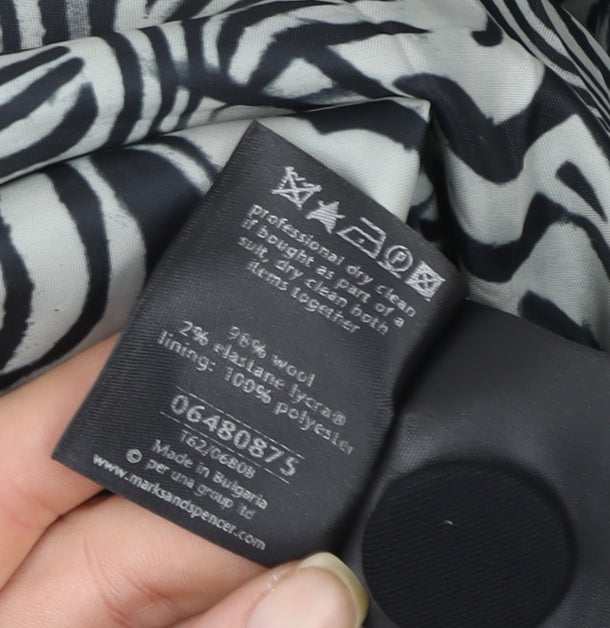 P
professional dry clean
if bought as part of a
suit, dry clean both
items together
98% wool
2% elastane lycra®
lining: 100% polyester
06480875
T62/0680B
Made in Bulgaria
© per una group ltd
www.marksandspencer.com